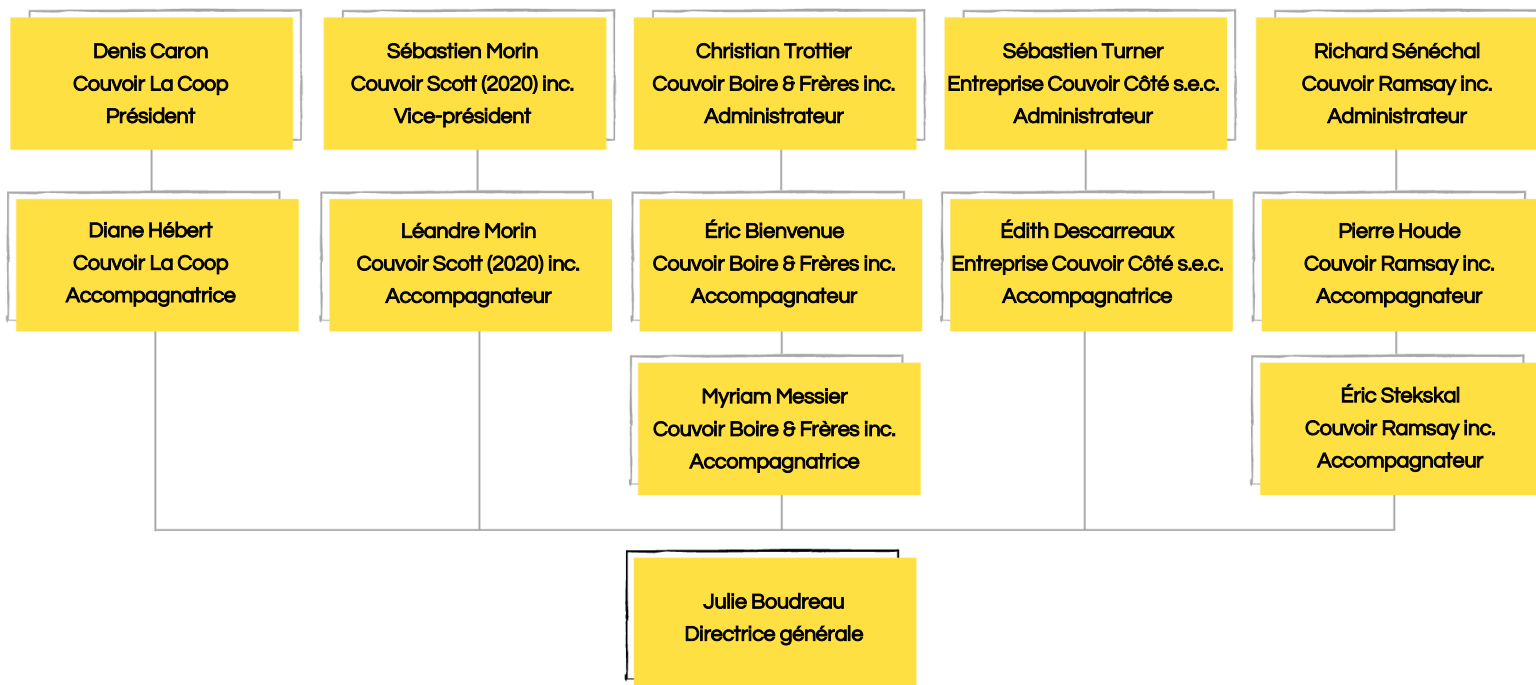 Denis Caron
Couvoir La Coop
Président
Sébastien Morin
Couvoir Scott (2020) inc.
Vice-président
Christian Trottier
Couvoir Boire & Frères inc.
Administrateur
Sébastien Turner
Entreprise Couvoir Côté s.e.c.
Administrateur
Richard Sénéchal
Couvoir Ramsay inc.
Administrateur
Diane Hébert
Couvoir La Coop
Accompagnatrice
Léandre Morin
Couvoir Scott (2020) inc.
Accompagnateur
Éric Bienvenue
Couvoir Boire & Frères inc.
Accompagnateur
Édith Descarreaux
Entreprise Couvoir Côté s.e.c.
Accompagnatrice
Pierre Houde
Couvoir Ramsay inc.
Accompagnateur
Myriam Messier
Couvoir Boire & Frères inc.
Accompagnatrice
Éric Stekskal
Couvoir Ramsay inc.
Accompagnateur
Julie Boudreau
Directrice générale